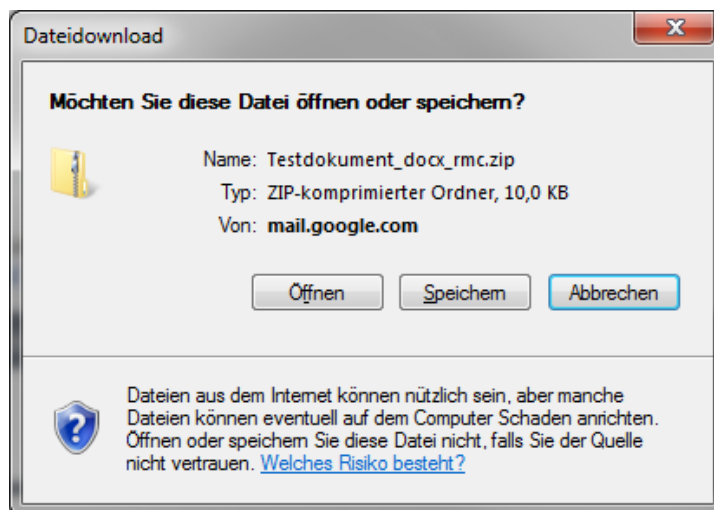 Dateidownload
Möchten Sie diese Datei öffnen oder speichern?
Name: Testdokument_docx_rmc.zip
Typ: ZIP-komprimierter Ordner, 10,0 KB
Von: mail.google.com
Öffnen Speichern Abbrechen
Dateien aus dem Internet können nützlich sein, aber manche
Dateien können eventuell auf dem Computer Schaden anrichten.
Öffnen oder speichern Sie diese Datei nicht, falls Sie der Quelle
nicht vertrauen. Welches Risiko besteht?